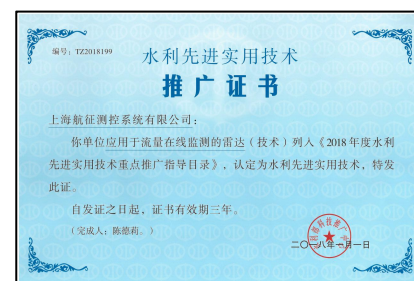 编号：TZ2018199
水利先进实用技术
推广证书
上海航征测控系统有限公司：
你单位应用于流量在线监测的雷达（技术）列入《2018年度水利
先进实用技术重点推广指导目录》，认定为水利先进实用技术，特发
此证。
自发证之日起，证书有效期三年。
（完成人：陈德莉。）
二〇一八年一月一日